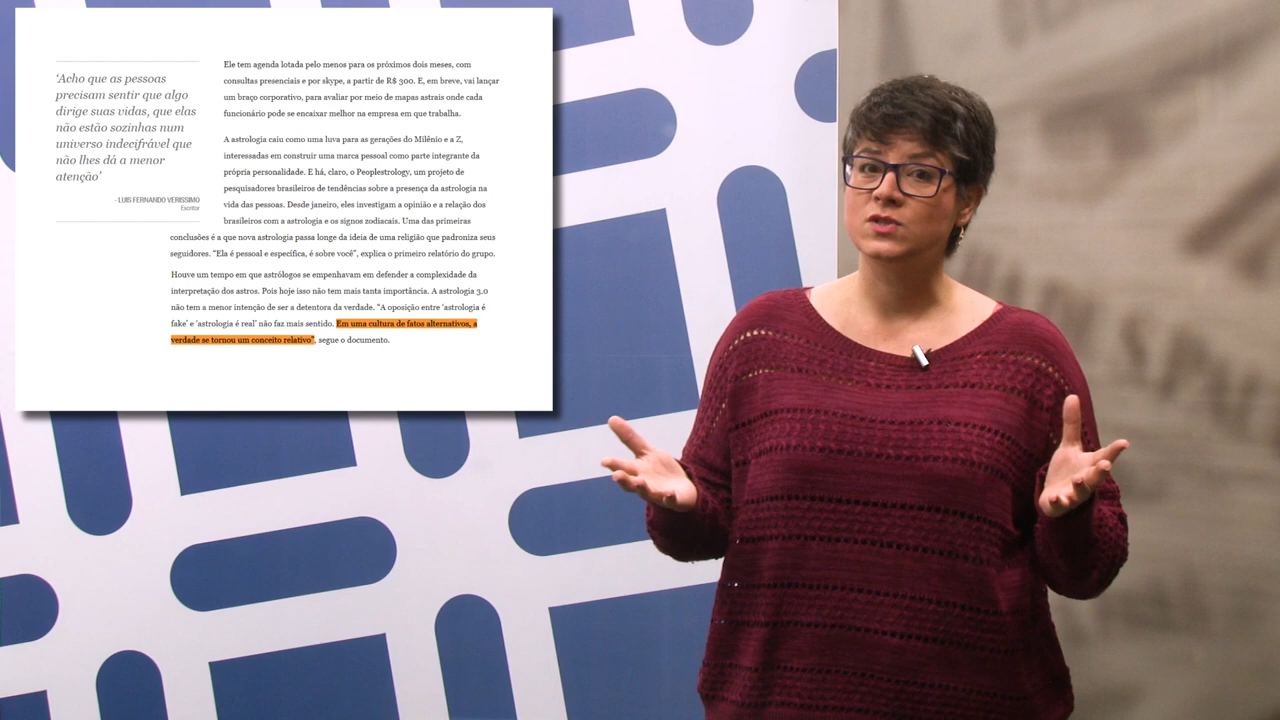 ‘Acho que as pessoas
precisam sentir que algo
dirige suas vidas, que elas
não estão sozinhas num
universo indecifrável que
não lhes dá a menor
atenção’
- LUIS FERNANDO VERISSIMO
Escritor
Ele tem agenda lotada pelo menos para os próximos dois meses, com
consultas presenciais e por skype, a partir de R$ 300. E, em breve, vai lançar
um braço corporativo, para avaliar por meio de mapas astrais onde cada
funcionário pode se encaixar melhor na empresa em que trabalha.
A astrologia caiu como uma luva para as gerações do Milênio e a Z,
interessadas em construir uma marca pessoal como parte integrante da
própria personalidade. E há, claro, o Peoplestrology, um projeto de
pesquisadores brasileiros de tendências sobre a presença da astrologia na
vida das pessoas. Desde janeiro, eles investigam a opinião e a relação dos
brasileiros com a astrologia e os signos zodiacais. Uma das primeiras
conclusões é a que nova astrologia passa longe da ideia de uma religião que padroniza seus
seguidores. “Ela é pessoal e específica, é sobre você”, explica o primeiro relatório do grupo.
Houve um tempo em que astrólogos se empenhavam em defender a complexidade da
interpretação dos astros. Pois hoje isso não tem mais tanta importância. A astrologia 3.0
não tem a menor intenção de ser a detentora da verdade. “A oposição entre ‘astrologia é
fake’ e ‘astrologia é real’ não faz mais sentido. Em uma cultura de fatos alternativos, a
verdade se tornou um conceito relativo”, segue o documento.